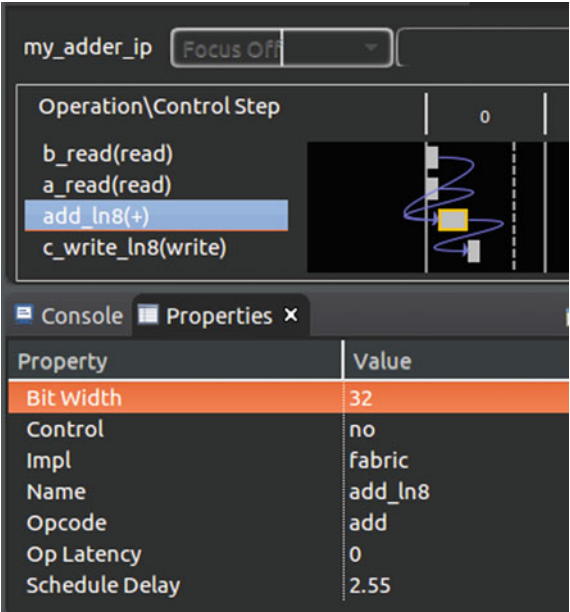 my_adder_ip Focus Off
Operation\Control Step 0
b_read(read)
a_read(read)
add_ln8(+)
c_write_ln8(write)
Console Properties x
Property Value
Bit Width 32
Control no
Impl fabric
Name add_ln8
Opcode add
Op Latency 0
Schedule Delay 2.55